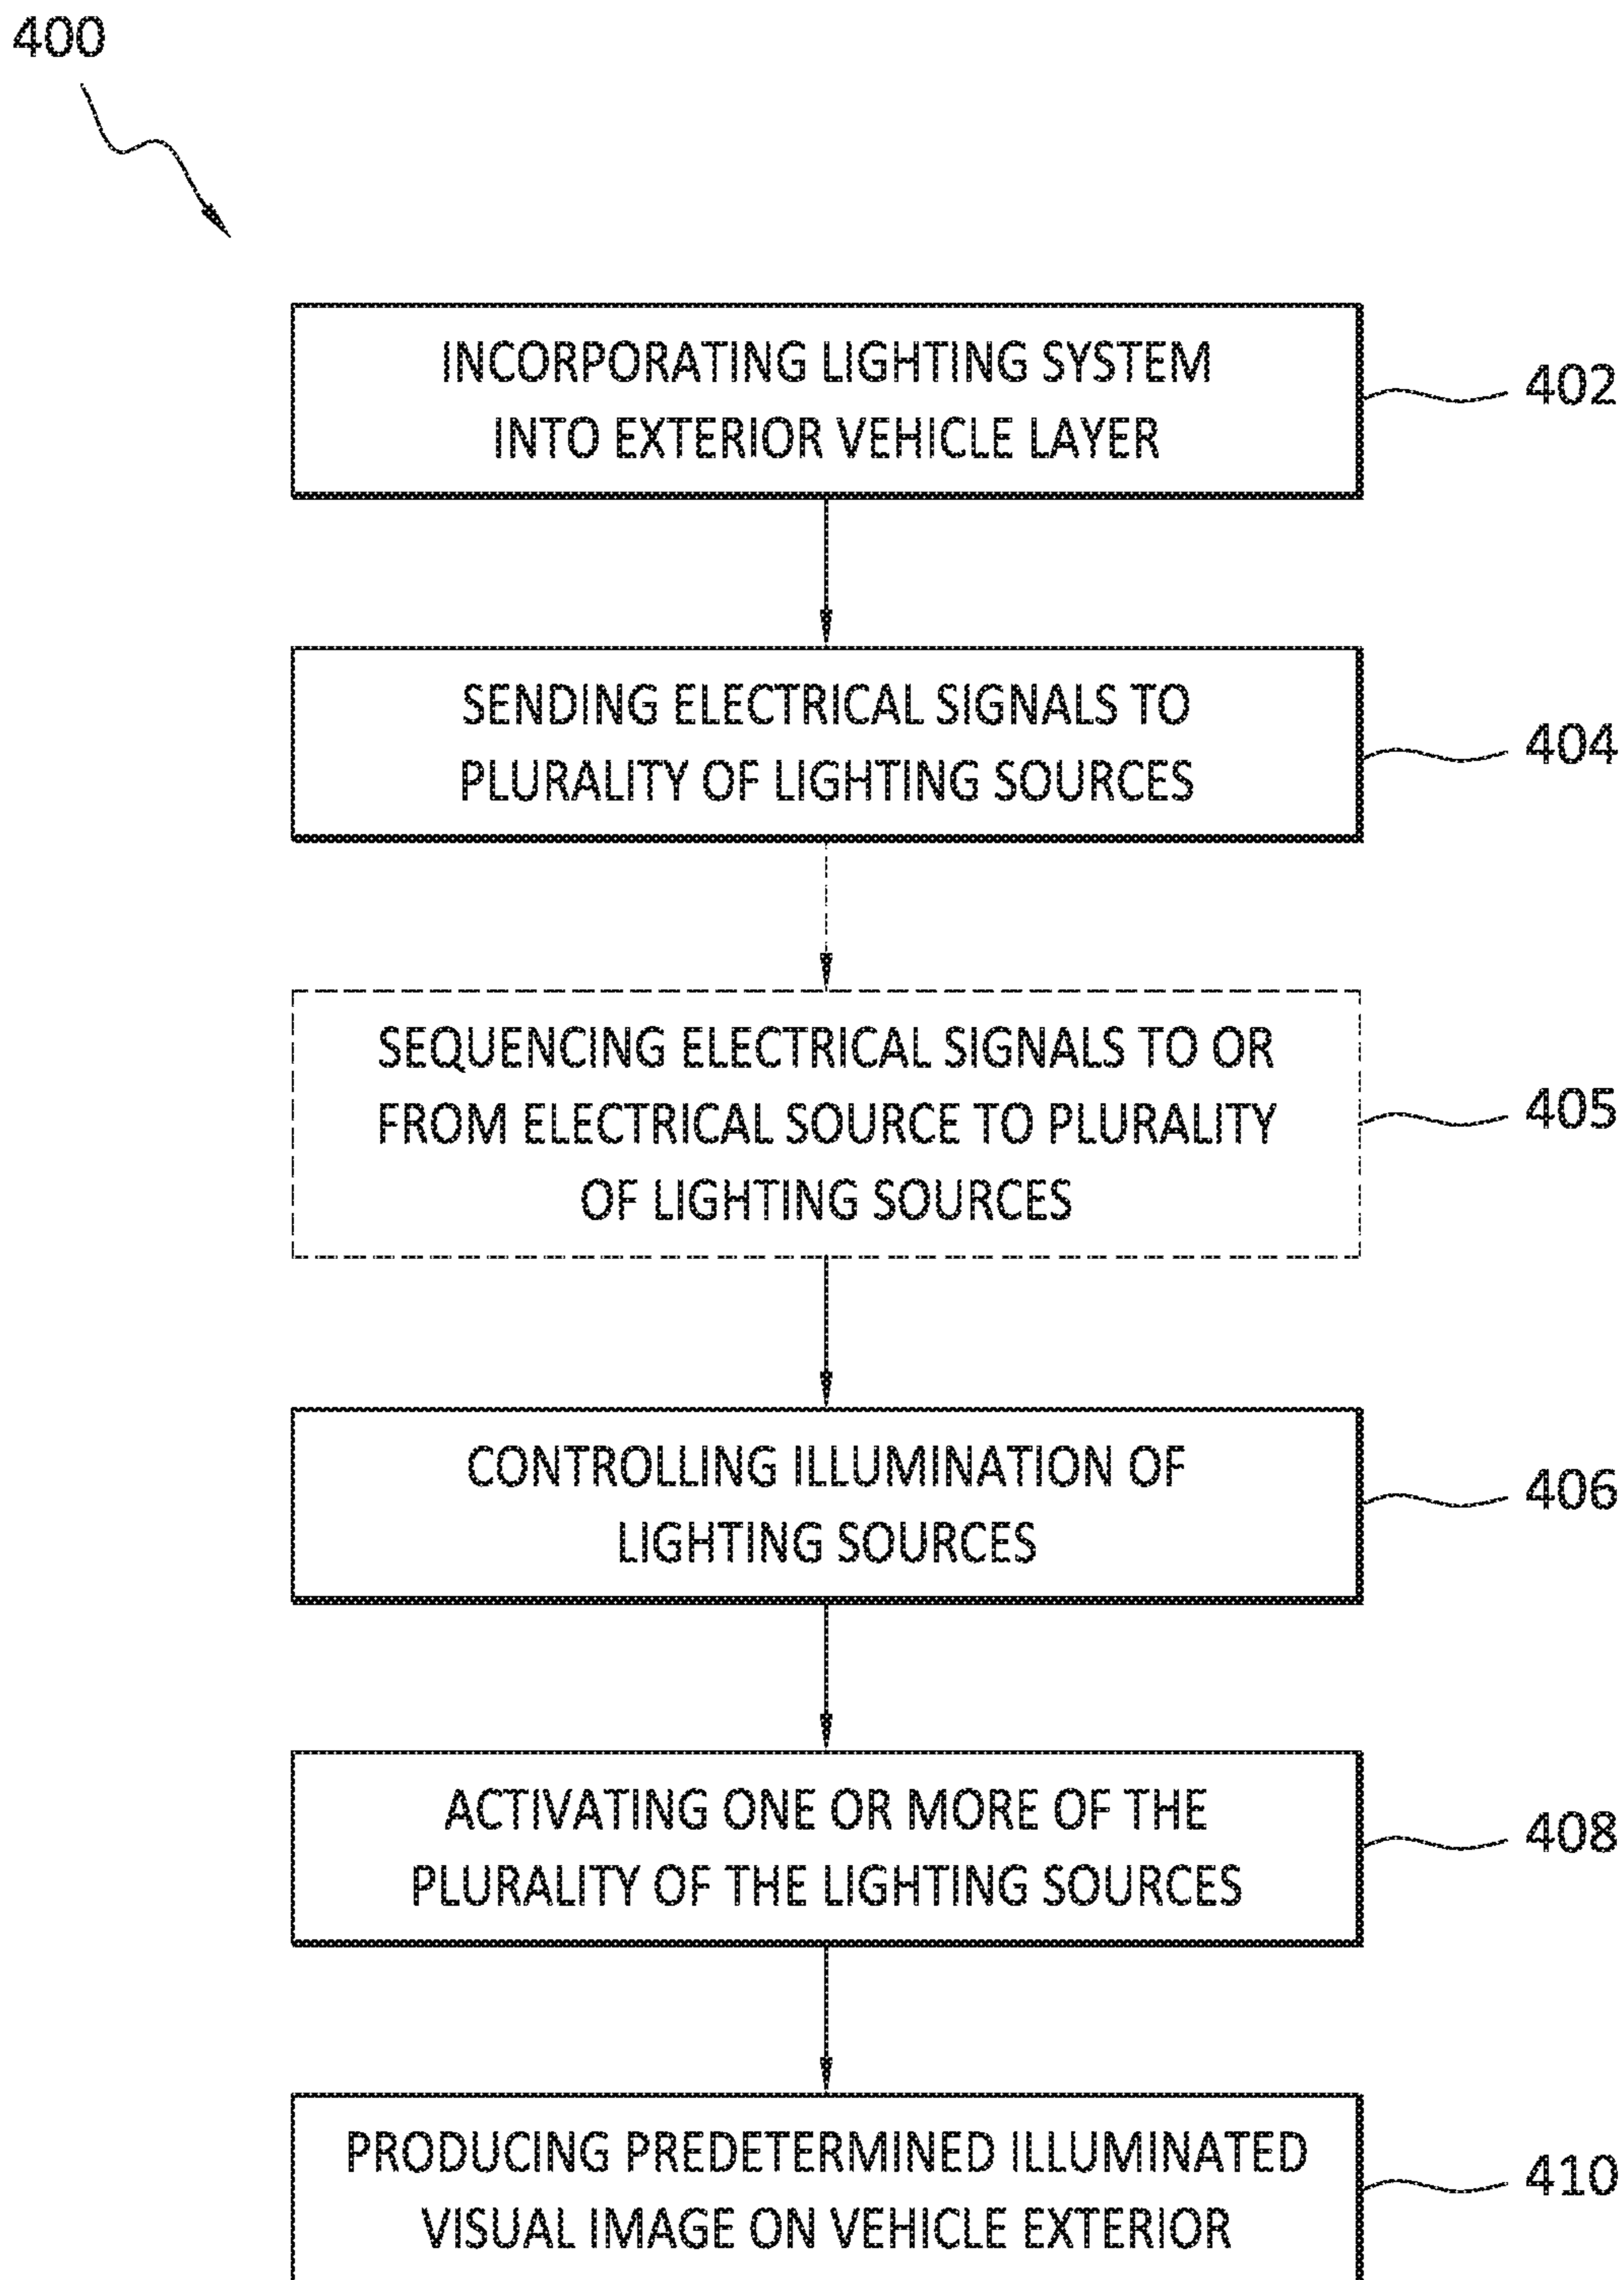 400
INCORPORATING LIGHTING SYSTEM
INTO EXTERIOR VEHICLE LAYER
402
SENDING ELECTRICAL SIGNALS TO
PLURALITY OF LIGHTING SOURCES
404
SEQUENCING ELECTRICAL SIGNALS TO OR
FROM ELECTRICAL SOURCE TO PLURALITY
OF LIGHTING SOURCES
405
CONTROLLING ILLUMINATION OF
LIGHTING SOURCES
406
ACTIVATING ONE OR MORE OF THE
PLURALITY OF THE LIGHTING SOURCES
408
PRODUCING PREDETERMINED ILLUMINATED
VISUAL IMAGE ON VEHICLE EXTERIOR
410